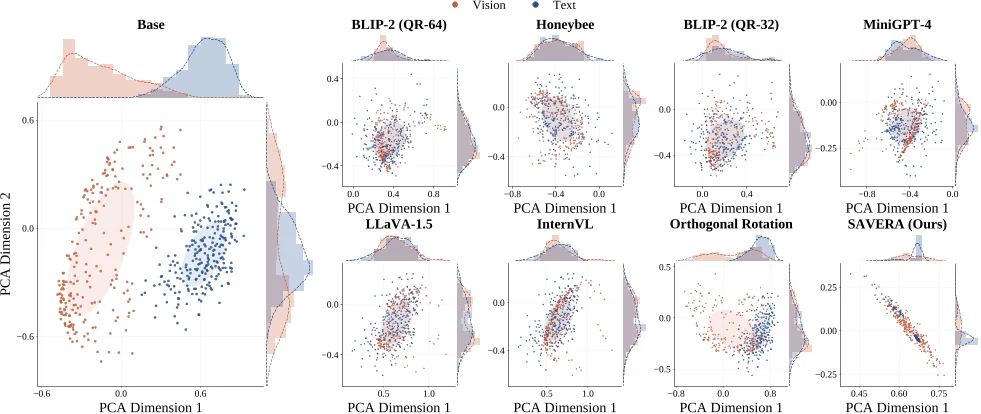 Vision Text
Base
BLIP-2 (QR-64)
Honeybee
BLIP-2 (QR-32)
MiniGPT-4
0.6
0.0
−0.6
PCA Dimension 2
−0.6 0.0 0.6
PCA Dimension 1
0.4
0.0
−0.4
0.0 0.4 0.8
PCA Dimension 1
0.0
−0.4
−0.8 −0.4 0.0
PCA Dimension 1
0.0
−0.4
0.0 0.4
PCA Dimension 1
0.00
−0.25
−0.8 −0.4 0.0
PCA Dimension 1
LLaVA-1.5
InternVL
Orthogonal Rotation
SAVERA (Ours)
0.0
−0.4
0.5 1.0
PCA Dimension 1
0.0
−0.4
0.5 1.0
PCA Dimension 1
0.5
0.0
−0.5
−0.8 0.0 0.8
PCA Dimension 1
0.25
0.00
−0.25
0.45 0.60 0.75
PCA Dimension 1